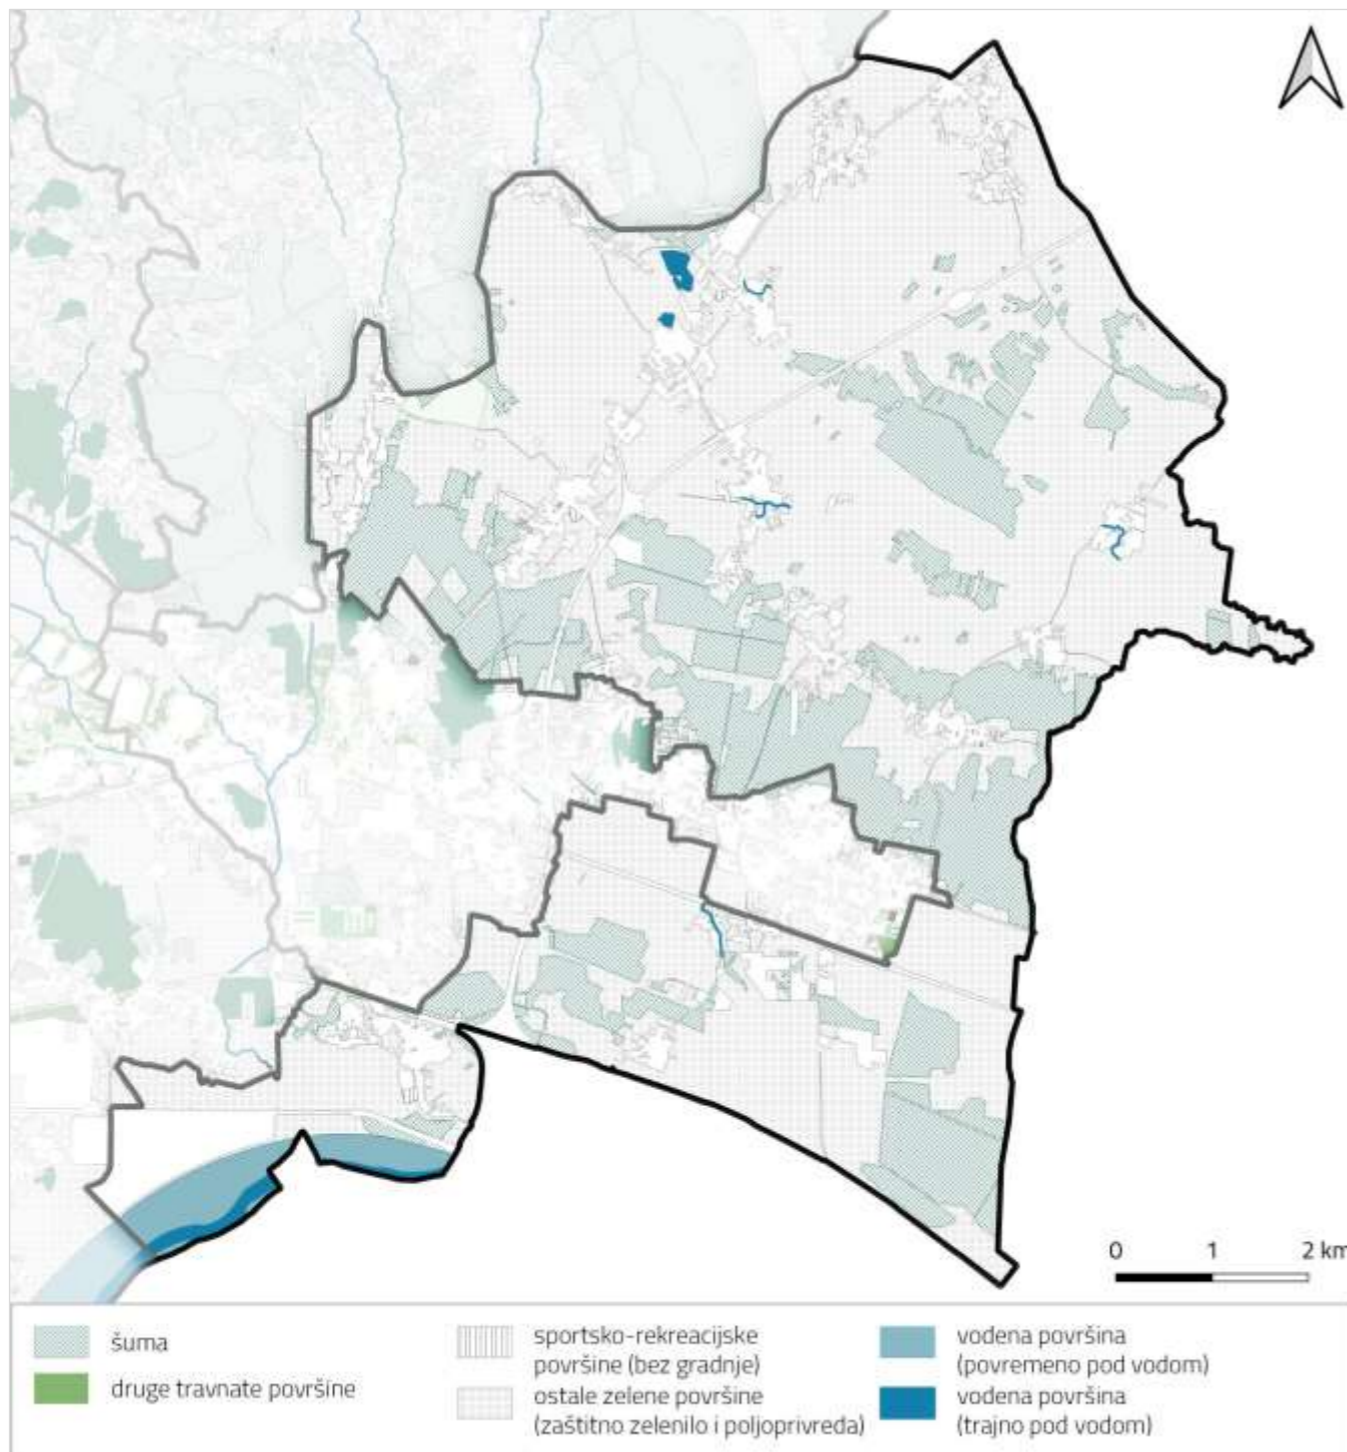 0 1 2 km
šuma
druge travnate površine
sportsko-rekreacijske
površine (bez gradnje)
ostale zelene površine
(zaštitno zelenilo i poljoprivreda)
vodena površina
(povremeno pod vodom)
vodena površina
(trajno pod vodom)